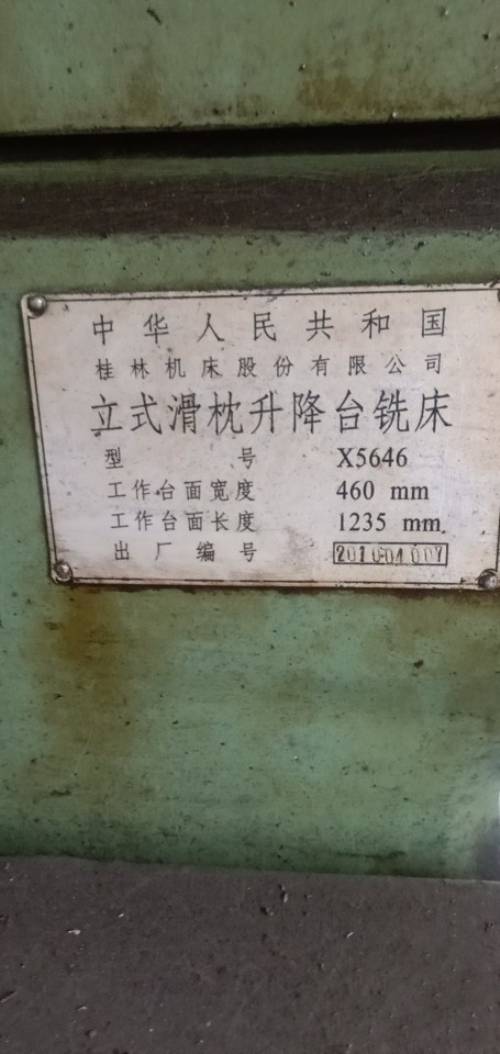 中华人民共和国
桂林机床股份有限公司
立式滑枕升降台铣床
型号 X5646
工作台面宽度 460 mm
工作台面长度 1235 mm
出厂编号 201001007